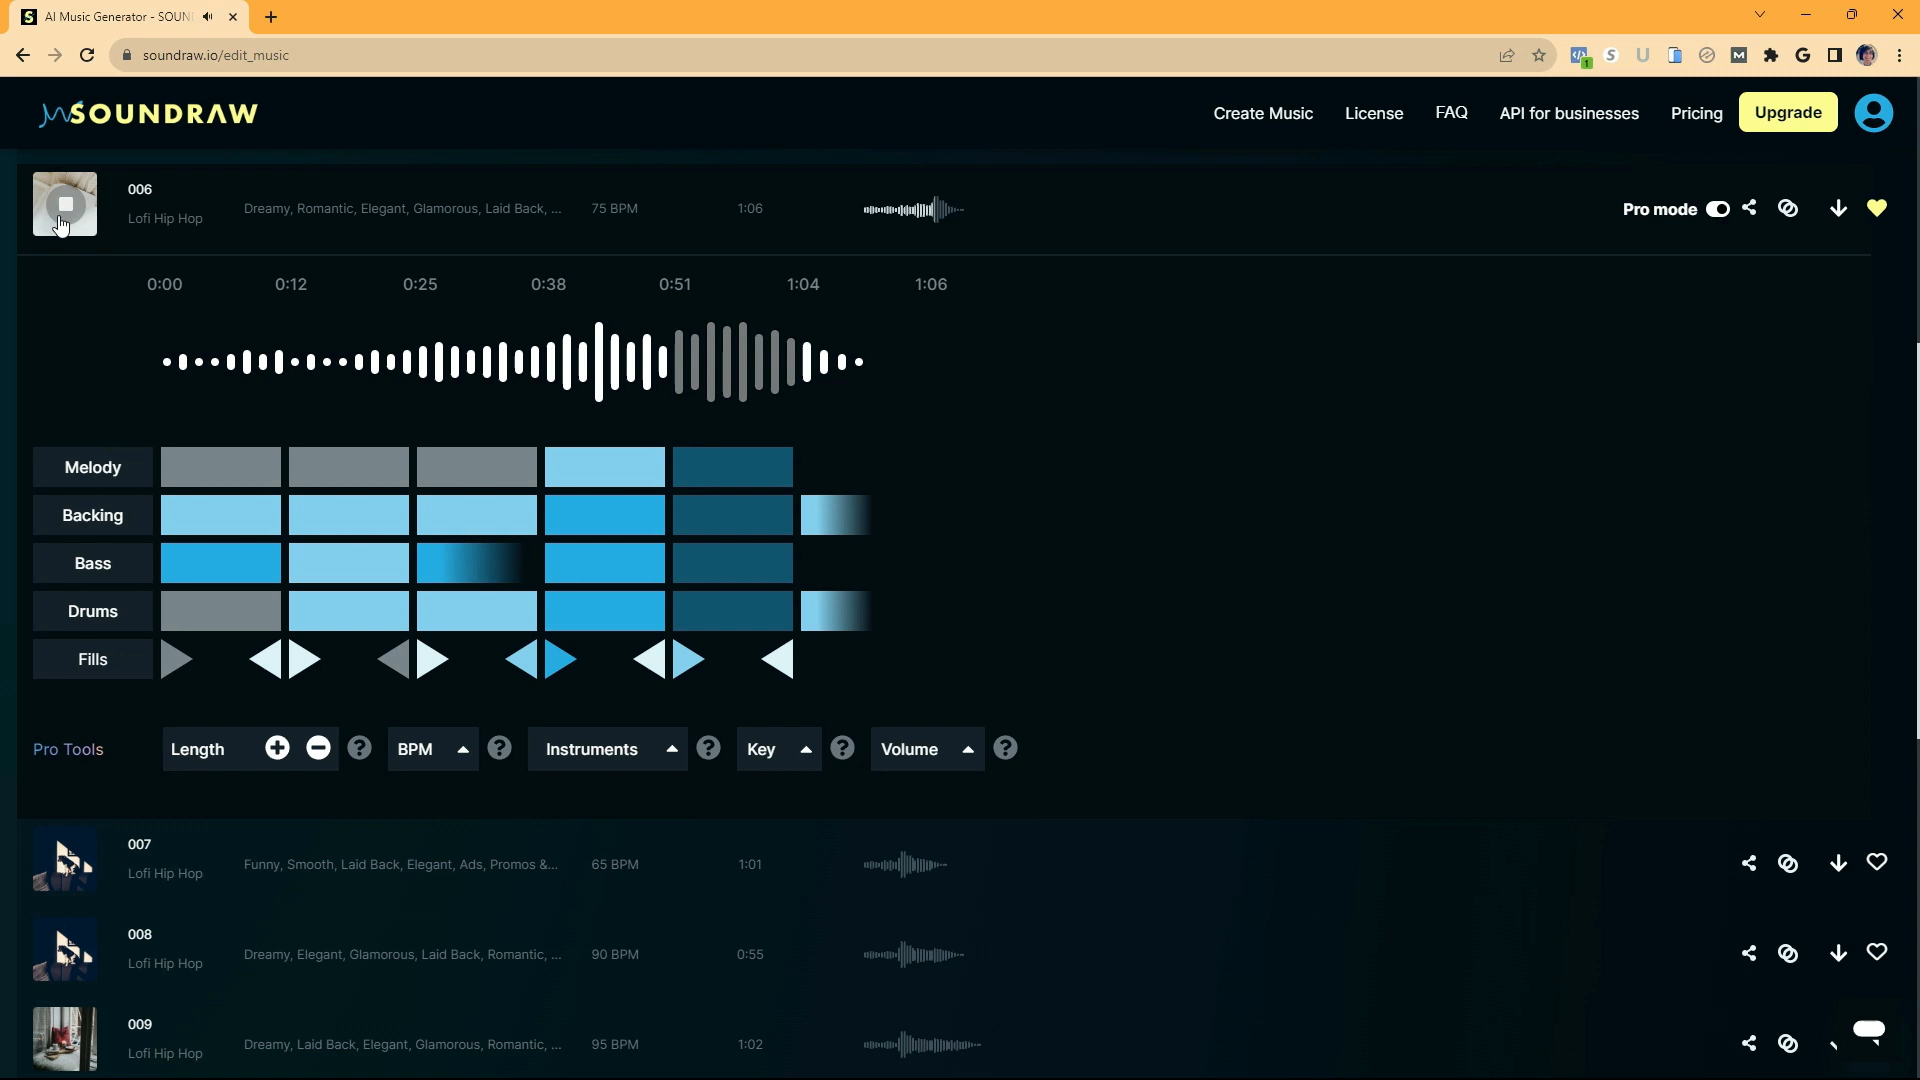 AI Music Generator - SOUN
soundraw.io/edit_music
1
SOUNDRAW
Create Music License FAQ API for businesses Pricing Upgrade
006
Lofi Hip Hop Dreamy, Romantic, Elegant, Glamorous, Laid Back, ... 75 BPM 1:06 Pro mode
0:00 0:12 0:25 0:38 0:51 1:04 1:06
Melody
Backing
Bass
Drums
Fills
Pro Tools Length BPM Instruments Key Volume
007
Lofi Hip Hop Funny, Smooth, Laid Back, Elegant, Ads, Promos &... 65 BPM 1:01
008
Lofi Hip Hop Dreamy, Elegant, Glamorous, Laid Back, Romantic, ... 90 BPM 0:55
009
Lofi Hip Hop Dreamy, Laid Back, Elegant, Glamorous, Romantic, ... 95 BPM 1:02